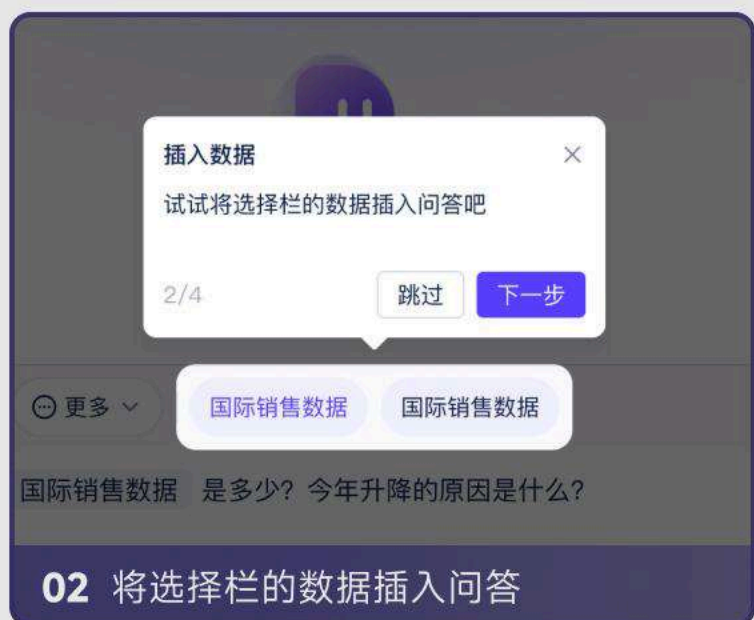 插入数据
试试将选择栏的数据插入问答吧
2/4 跳过 下一步
更多 国际销售数据 国际销售数据
国际销售数据 是多少？今年升降的原因是什么？
02 将选择栏的数据插入问答